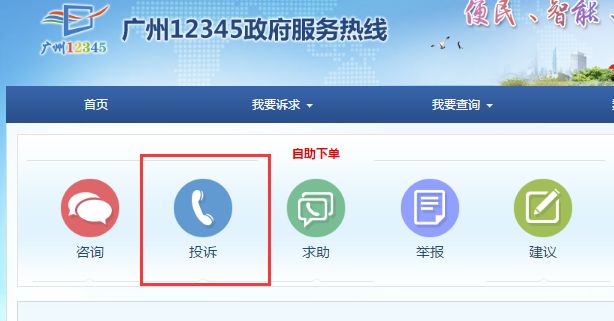 广州12345政府服务热线
便民、智能、
广州12345
首页
我要诉求
我要查询
自助下单
咨询
投诉
求助
举报
建议